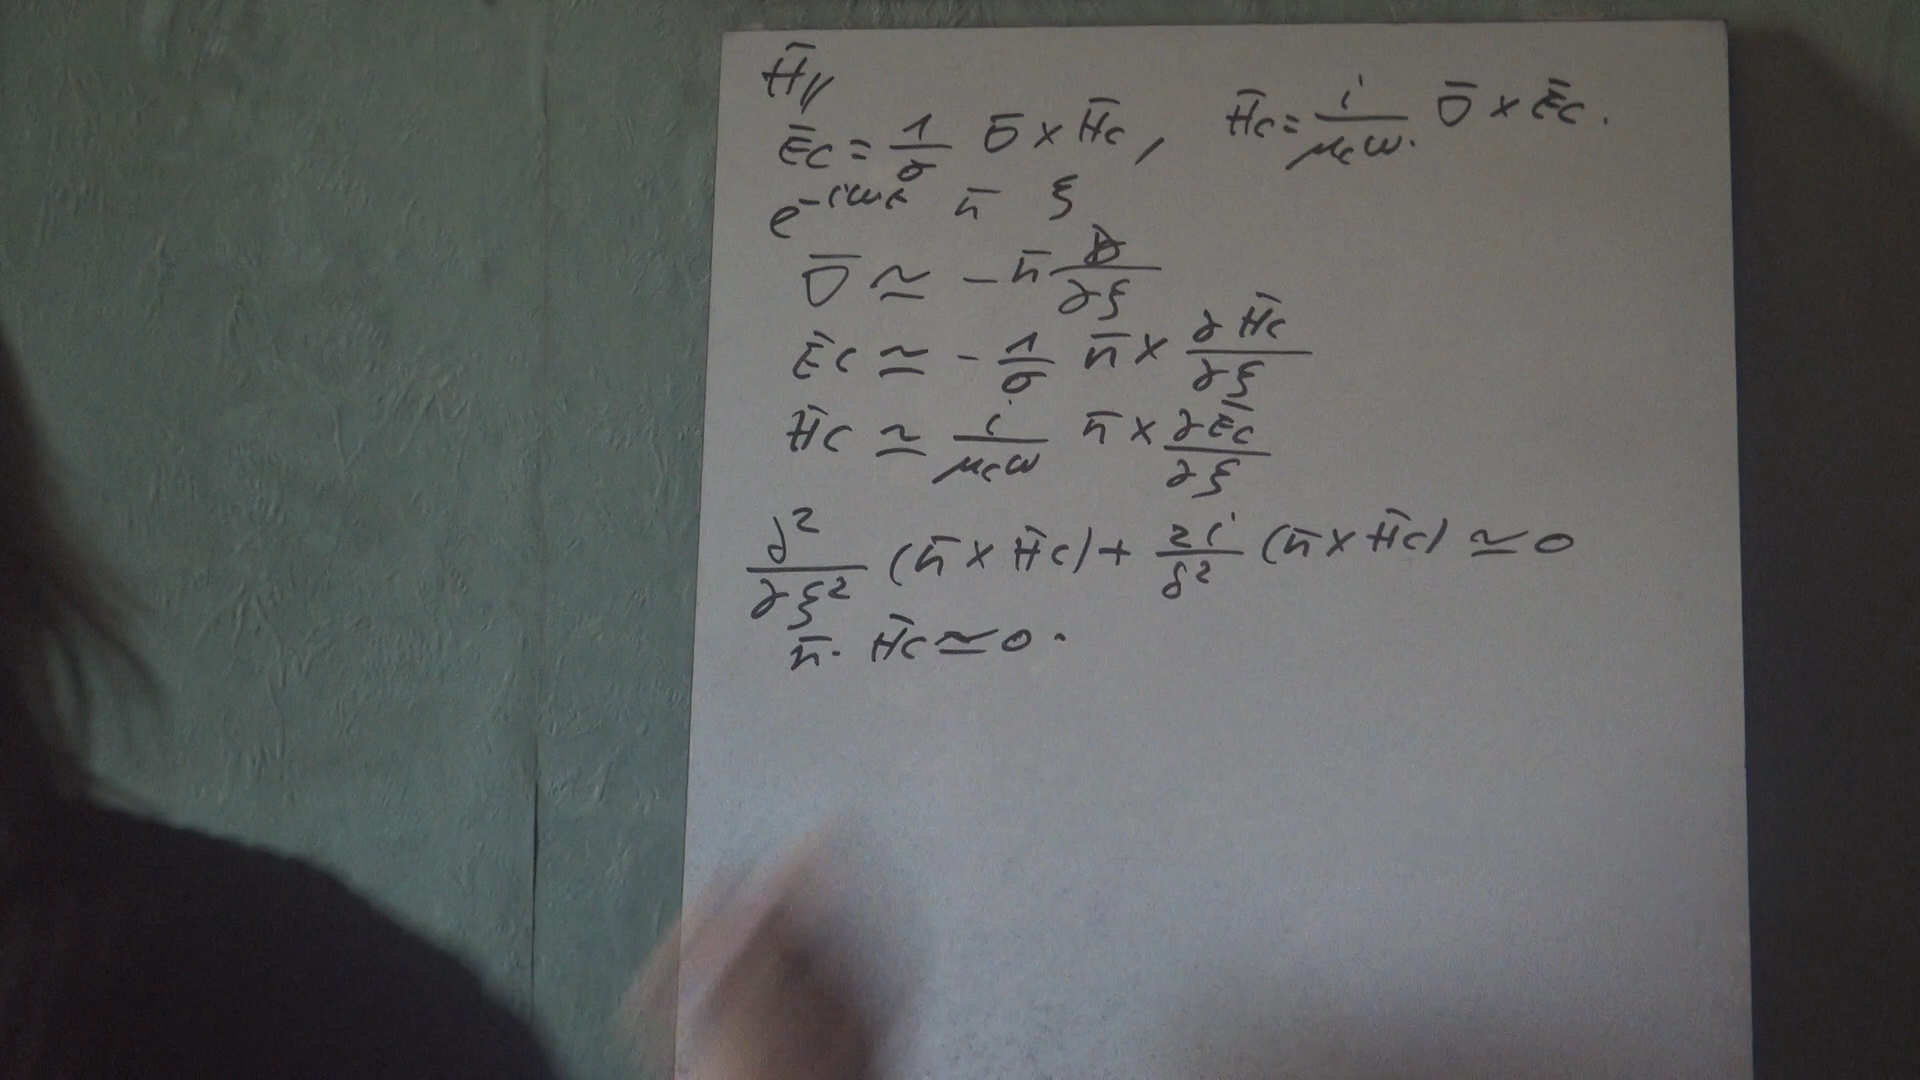 H̄∥
Ēc = 1/σ ∇̄ × H̄c, H̄c = i/μcω. ∇̄ × Ēc.
e^-iωt n̄ ξ
∇̄ ≃ - n̄ ∂/∂ξ
Ēc ≃ - 1/σ n̄ × ∂H̄c/∂ξ
H̄c ≃ i/μcω n̄ × ∂Ēc/∂ξ
∂²/∂ξ² (n̄ × H̄c) + 2i/δ² (n̄ × H̄c) ≃ 0
n̄ · H̄c ≃ 0.